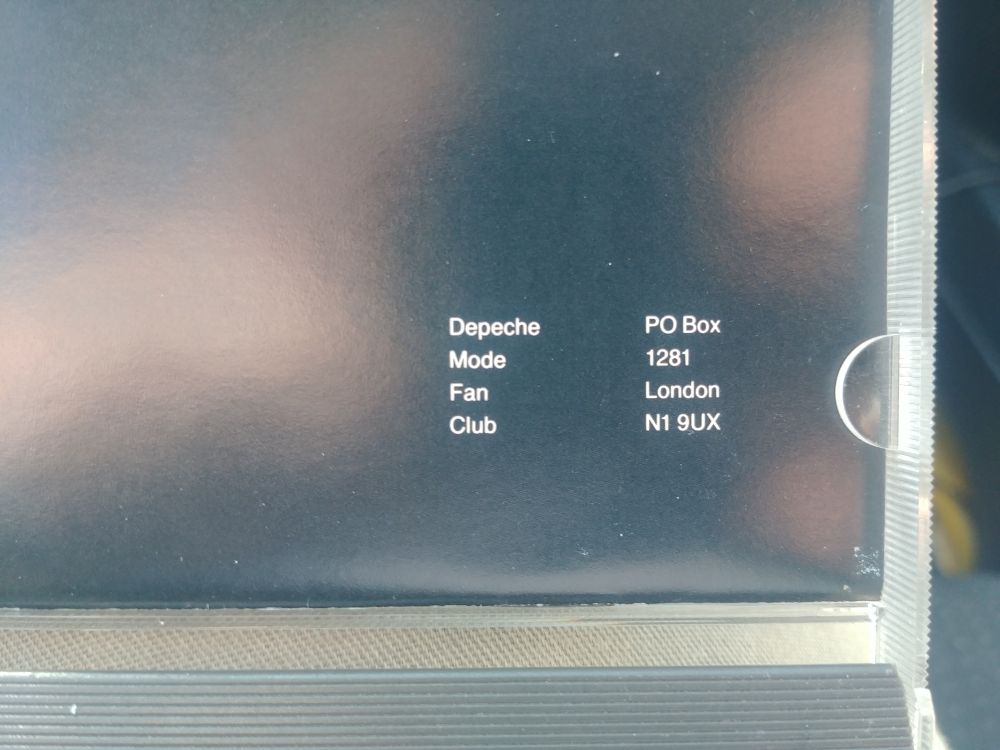 Depeche
Mode
Fan
Club
PO Box
1281
London
N1 9UX